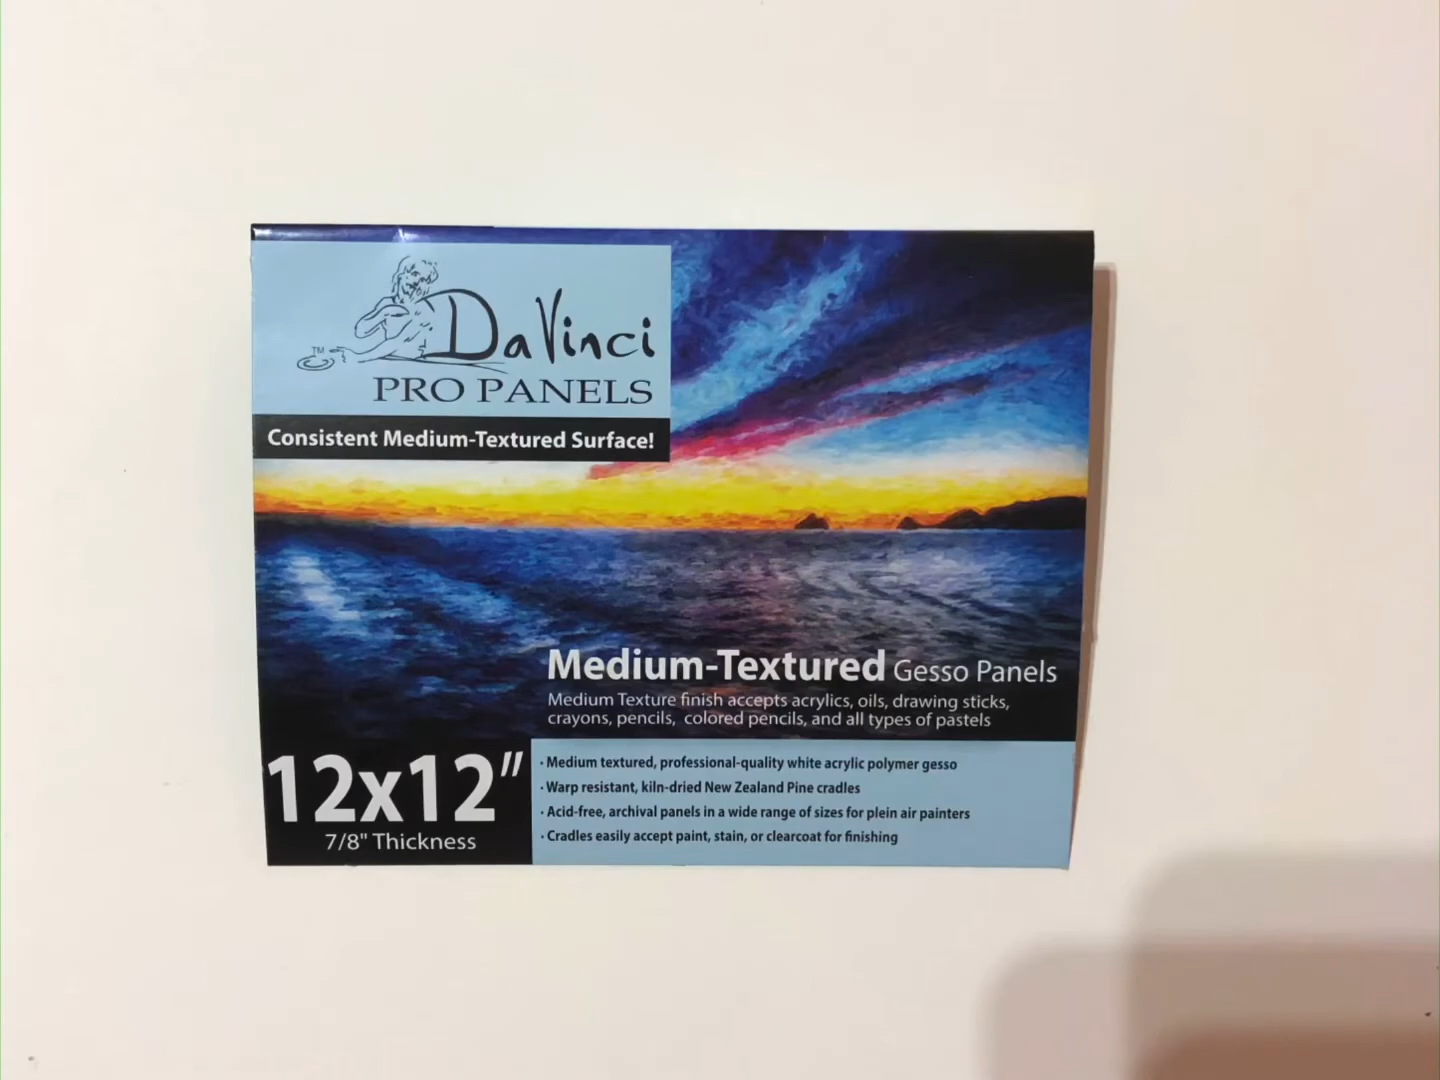 TM
Da Vinci
PRO PANELS
Consistent Medium-Textured Surface!
Medium-Textured Gesso Panels
Medium Texture finish accepts acrylics, oils, drawing sticks,
crayons, pencils, colored pencils, and all types of pastels
12x12"
7/8" Thickness
· Medium textured, professional-quality white acrylic polymer gesso
· Warp resistant, kiln-dried New Zealand Pine cradles
· Acid-free, archival panels in a wide range of sizes for plein air painters
· Cradles easily accept paint, stain, or clearcoat for finishing